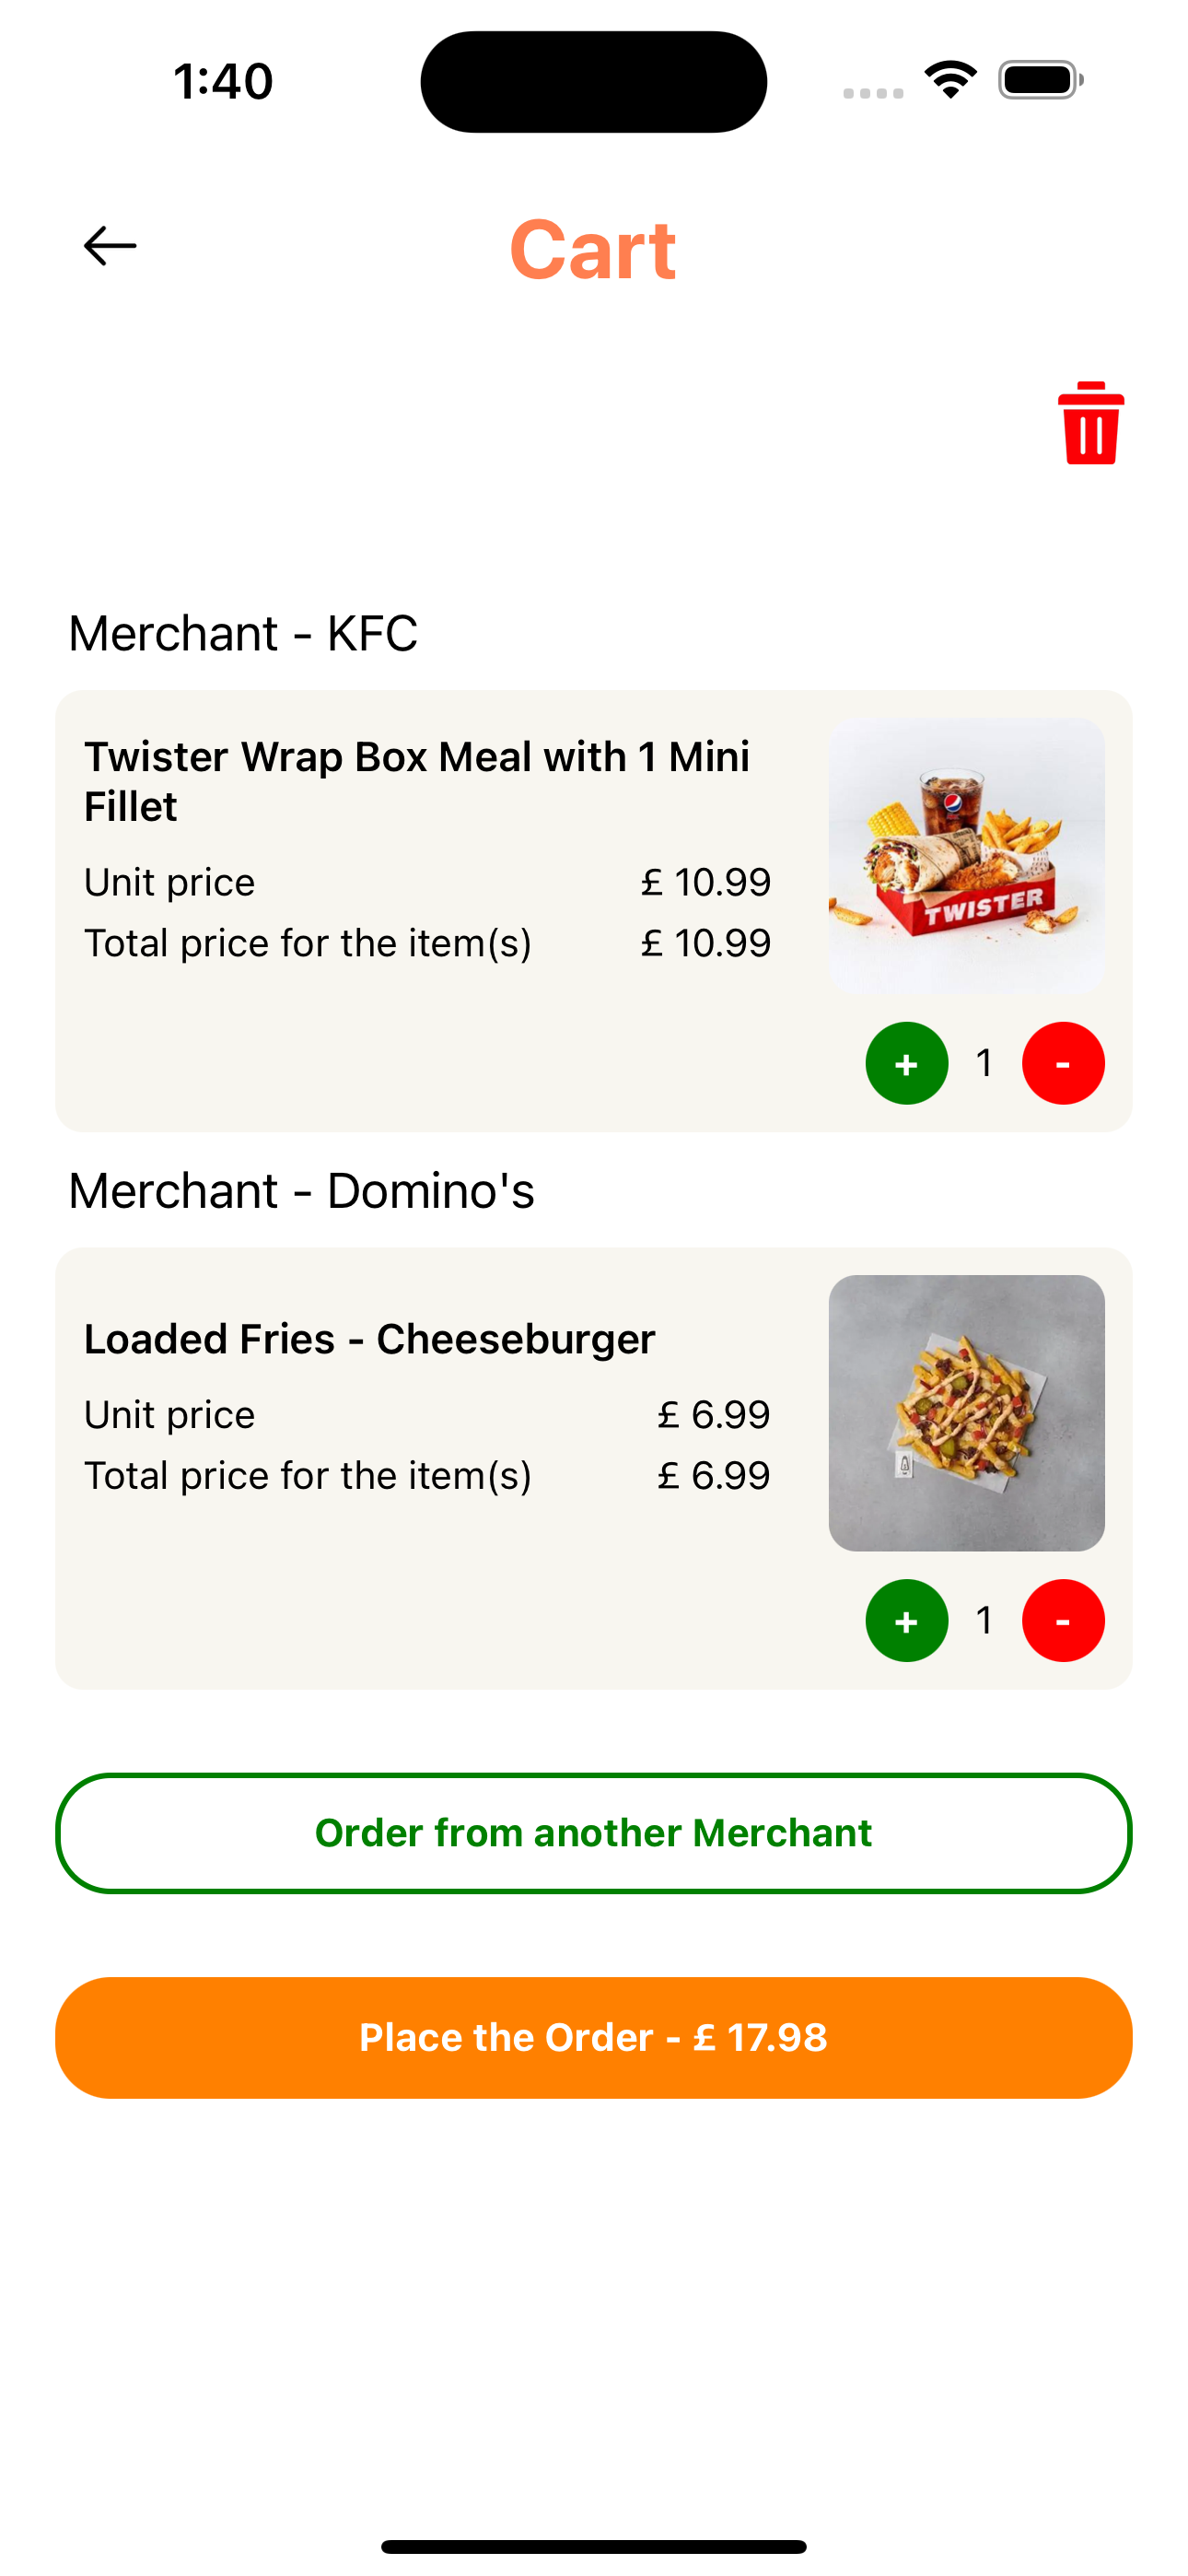 1:40
Cart
Merchant - KFC
Twister Wrap Box Meal with 1 Mini
Fillet
Unit price £ 10.99
Total price for the item(s) £ 10.99
TWISTER
+ 1 -
Merchant - Domino's
Loaded Fries - Cheeseburger
Unit price £ 6.99
Total price for the item(s) £ 6.99
+ 1 -
Order from another Merchant
Place the Order - £ 17.98